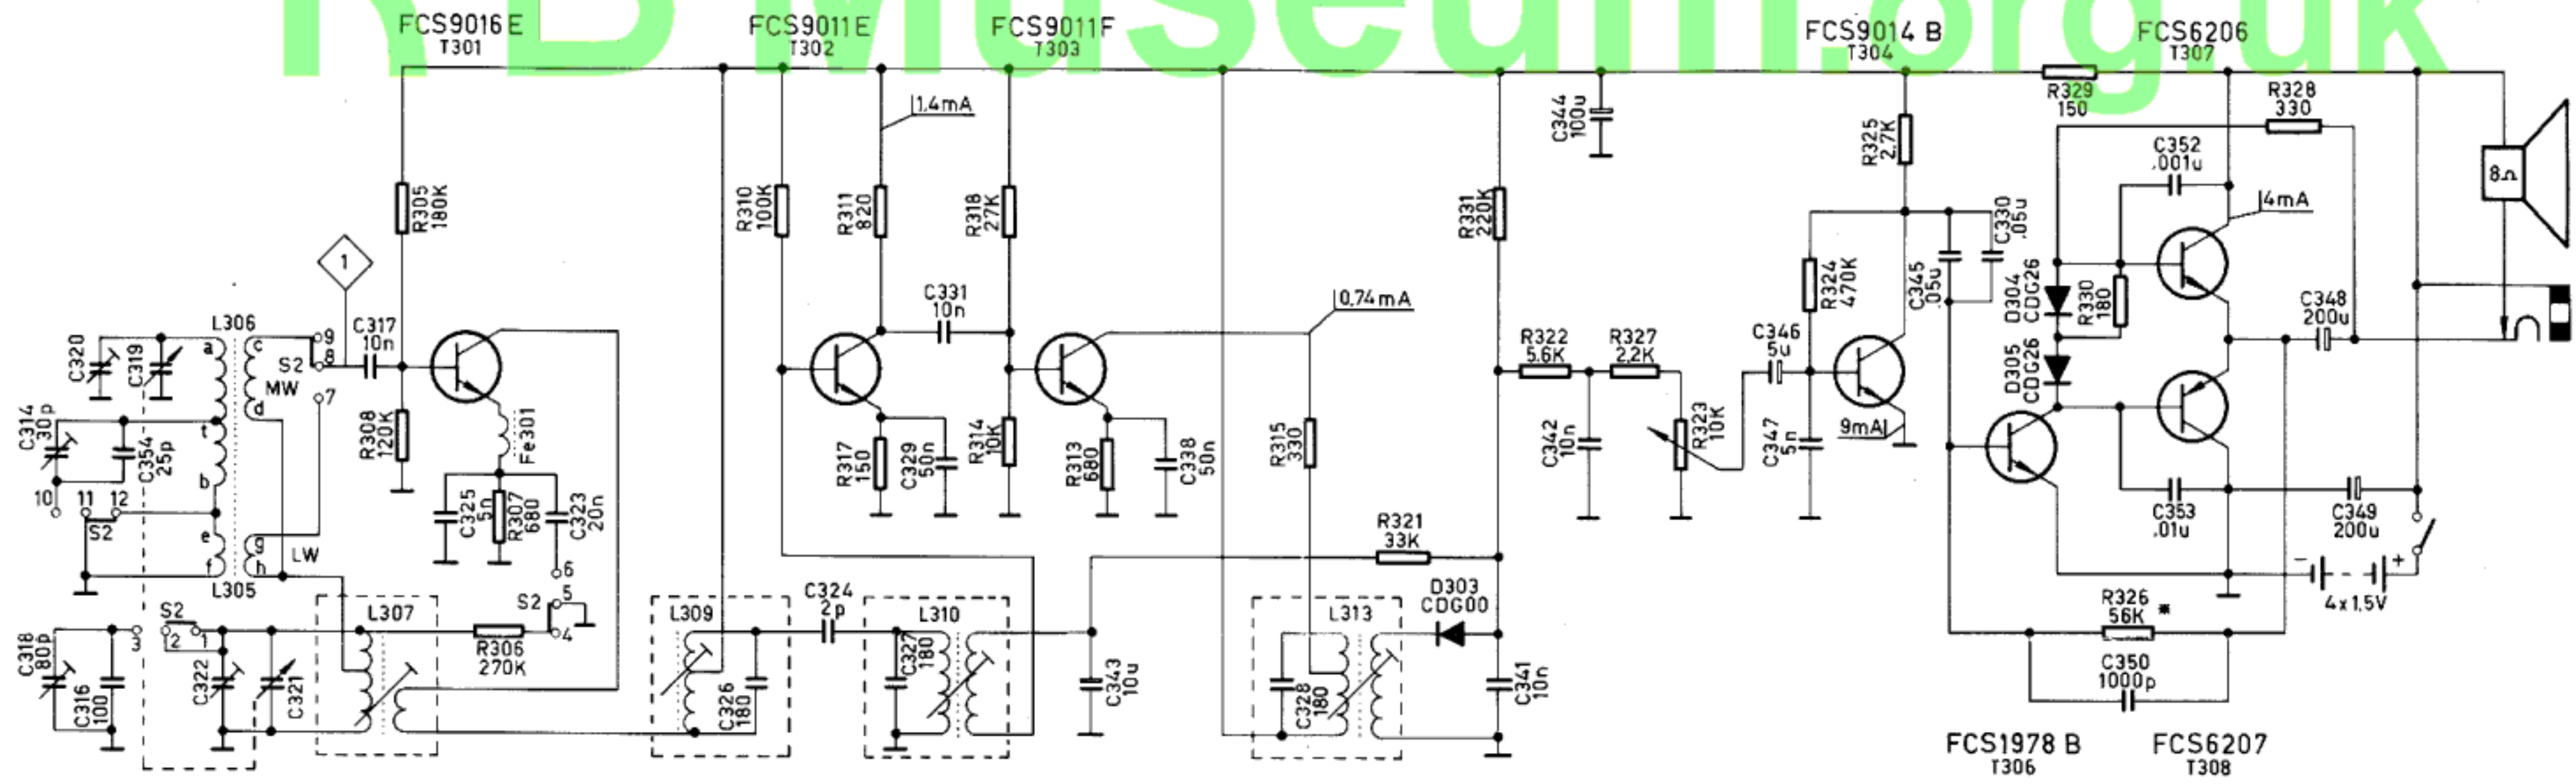 RBMuseum.org.uk
FCS9016 E
T301
FCS9011E
T302
FCS9011F
T303
FCS9014 B
T304
FCS6206
T307
1,4mA
C344
100u
R329
150
R328
330
R325
2,7K
C352
.001u
8Ω
R305
180K
R310
100K
R311
820
R318
27K
R331
220K
4mA
C330
.05u
1
R324
470K
C345
.05u
D304
CDG26
R330
180
C331
10n
0,74mA
C348
200u
L306
C317
10n
C320
C319
a
c
9
8
S2
MW
7
d
R322
5,6K
R327
2,2K
C346
5u
D305
CDG26
C314
30p
C354
25p
t
b
R308
120K
Fe301
R317
150
C329
50n
R314
10K
R313
680
C338
50n
R315
330
C342
10n
R323
10K
C347
5n
9mA
10
11
12
S2
e
f
g
h
LW
L305
C325
5n
R307
680
C323
20n
6
5
S2
4
R321
33K
C353
.01u
C349
200u
-
+
4x1,5V
D303
CDG00
R326
56K *
C350
1000p
S2
3
2
1
L307
R306
270K
L309
C324
2p
L310
L313
C318
80p
C316
100
C322
C321
C326
180
C327
180
C343
10u
C328
180
C341
10n
FCS1978 B
T306
FCS6207
T308